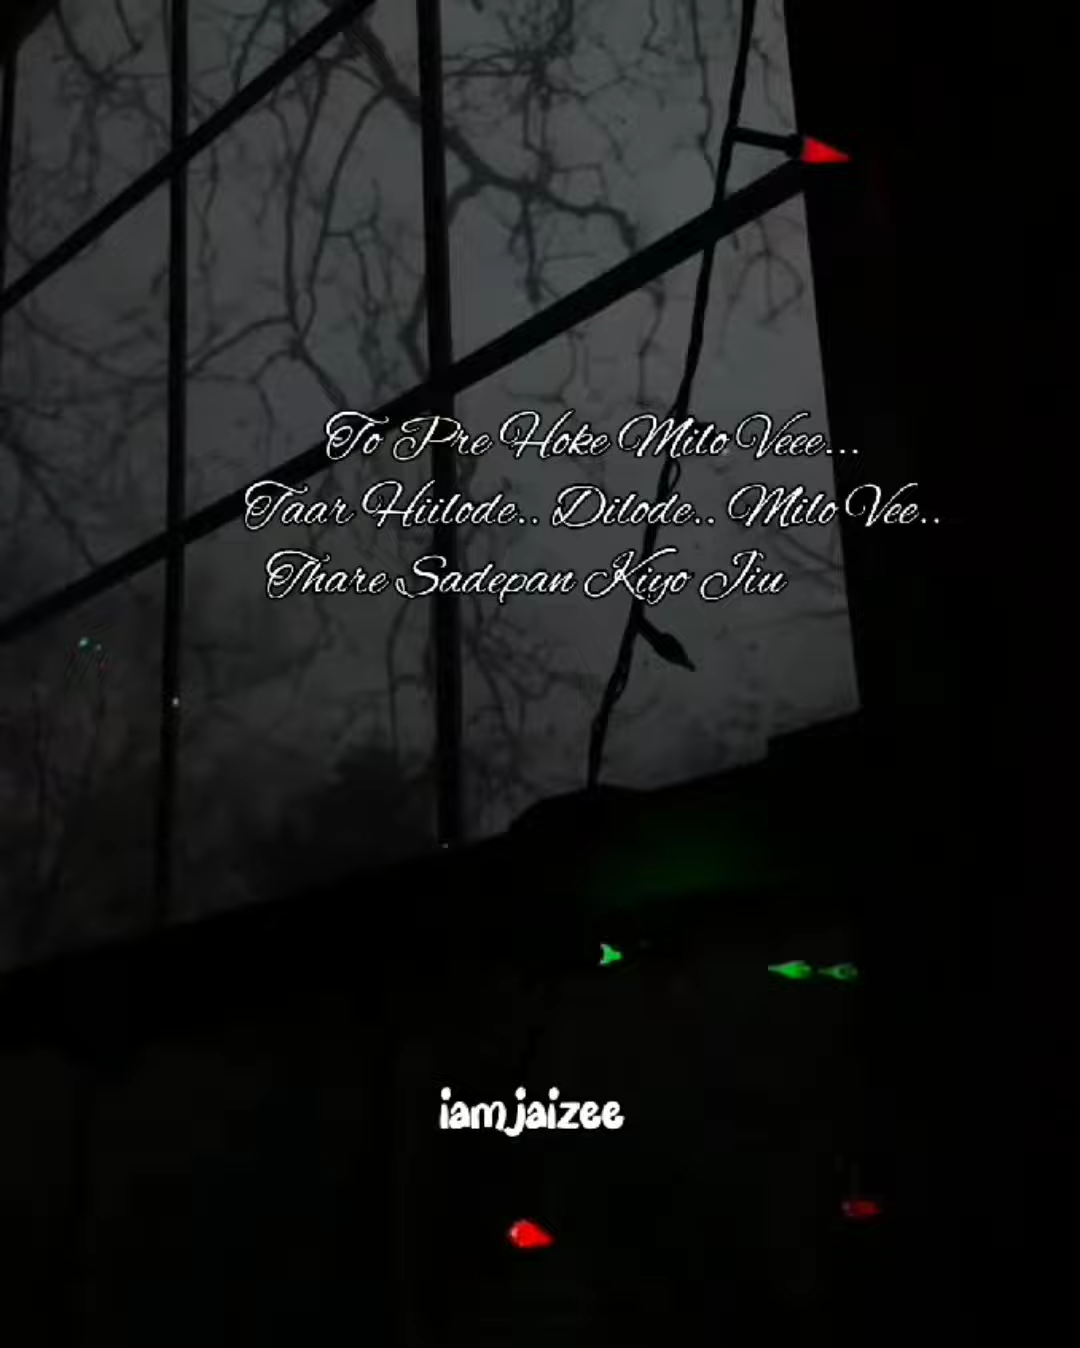 To Pre Hoke Milo Veee...
Taar Hiilode.. Dilode.. Milo Vee..
Thare Sadepan Kiyo Jiu
iamjaizee